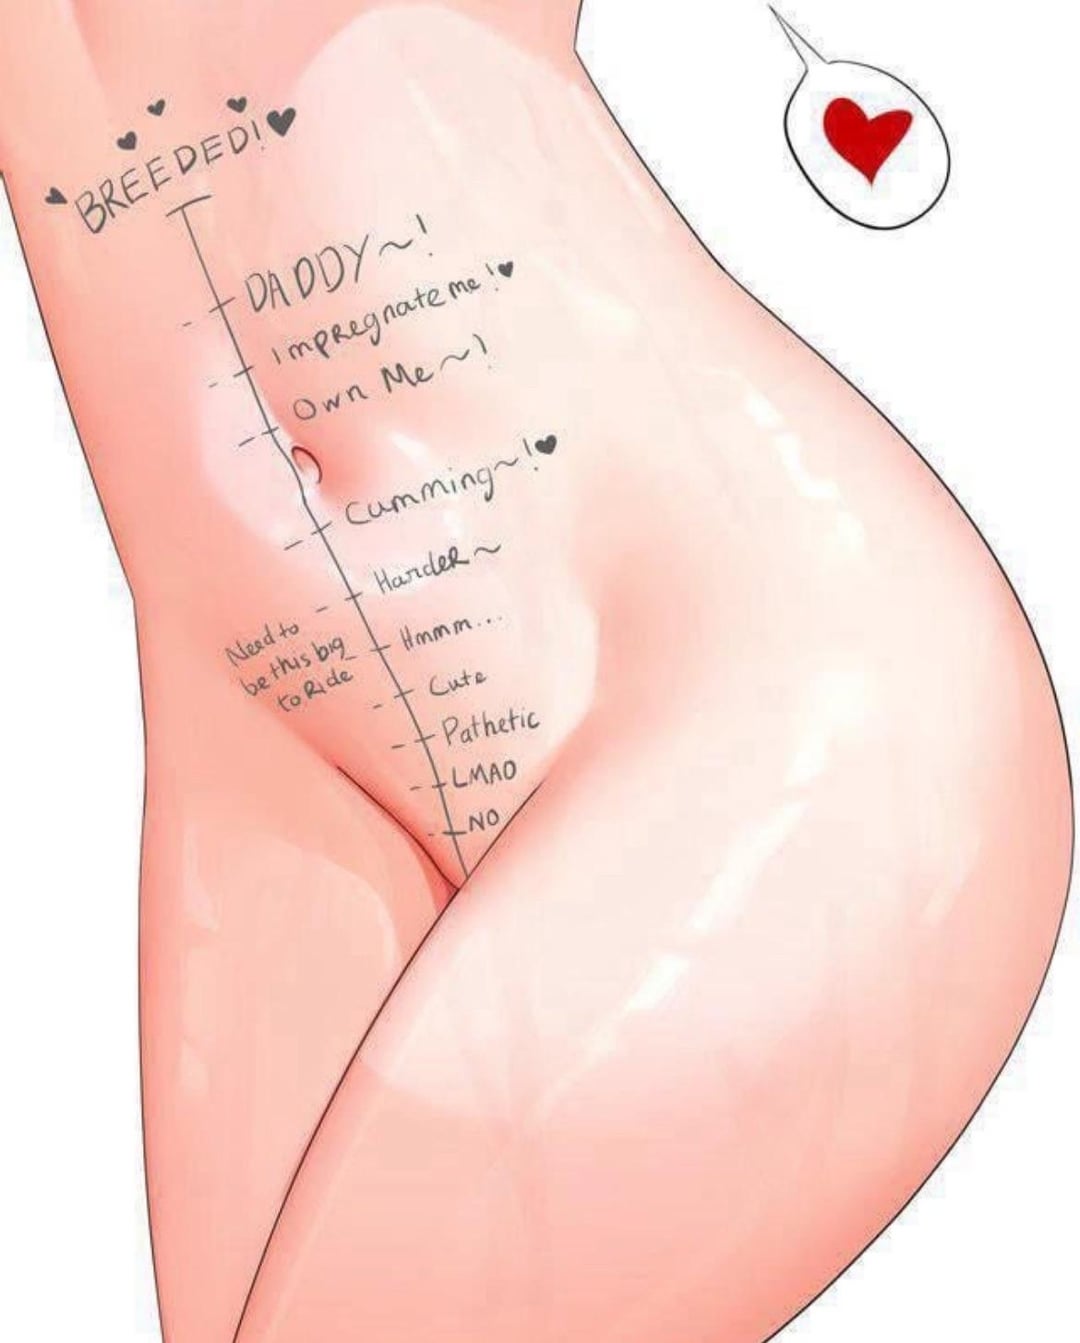 BREEDED!
DADDY~!
Impregnate me!
Own Me~!
Cumming~!
Harder~
Need to
be this big
to Ride
Hmmm...
Cute
Pathetic
LMAO
NO